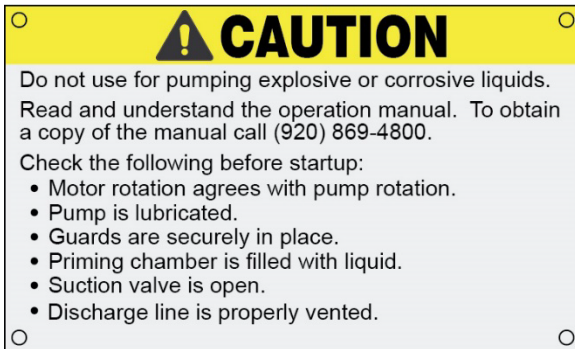 CAUTION
Do not use for pumping explosive or corrosive liquids.
Read and understand the operation manual.  To obtain
a copy of the manual call (920) 869-4800.
Check the following before startup:
• Motor rotation agrees with pump rotation.
• Pump is lubricated.
• Guards are securely in place.
• Priming chamber is filled with liquid.
• Suction valve is open.
• Discharge line is properly vented.